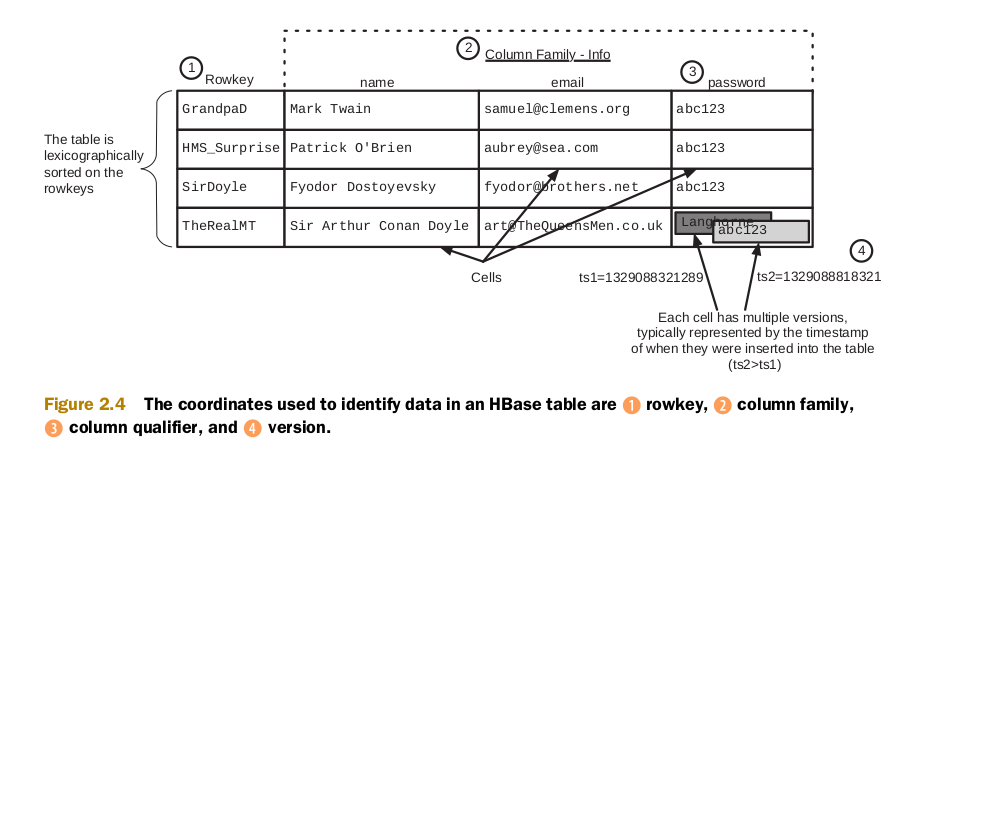 2 Column Family - Info
1 Rowkey name email 3 password
GrandpaD Mark Twain samuel@clemens.org abc123
The table is
lexicographically
sorted on the
rowkeys
HMS_Surprise Patrick O'Brien aubrey@sea.com abc123
SirDoyle Fyodor Dostoyevsky fyodor@brothers.net abc123
TheRealMT Sir Arthur Conan Doyle art@TheQueensMen.co.uk Langhorne
abc123
4
Cells ts1=1329088321289 ts2=1329088818321
Each cell has multiple versions,
typically represented by the timestamp
of when they were inserted into the table
(ts2>ts1)
Figure 2.4 The coordinates used to identify data in an HBase table are 1 rowkey, 2 column family,
3 column qualifier, and 4 version.